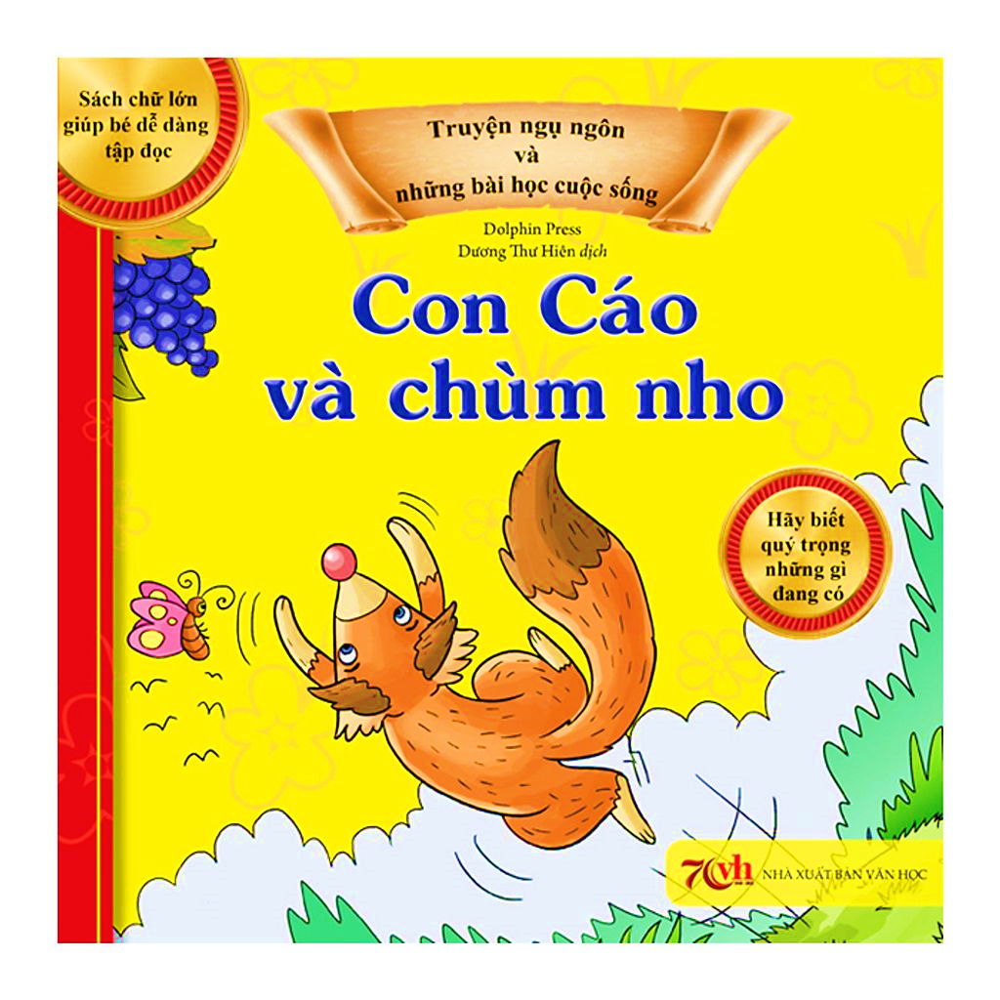 Sách chữ lớn
giúp bé dễ dàng
tập đọc
Truyện ngụ ngôn
và
những bài học cuộc sống
Dolphin Press
Dương Thư Hiên dịch
Con Cáo
và chùm nho
Hãy biết
quý trọng
những gì
đang có
70vh
NHÀ XUẤT BẢN VĂN HỌC